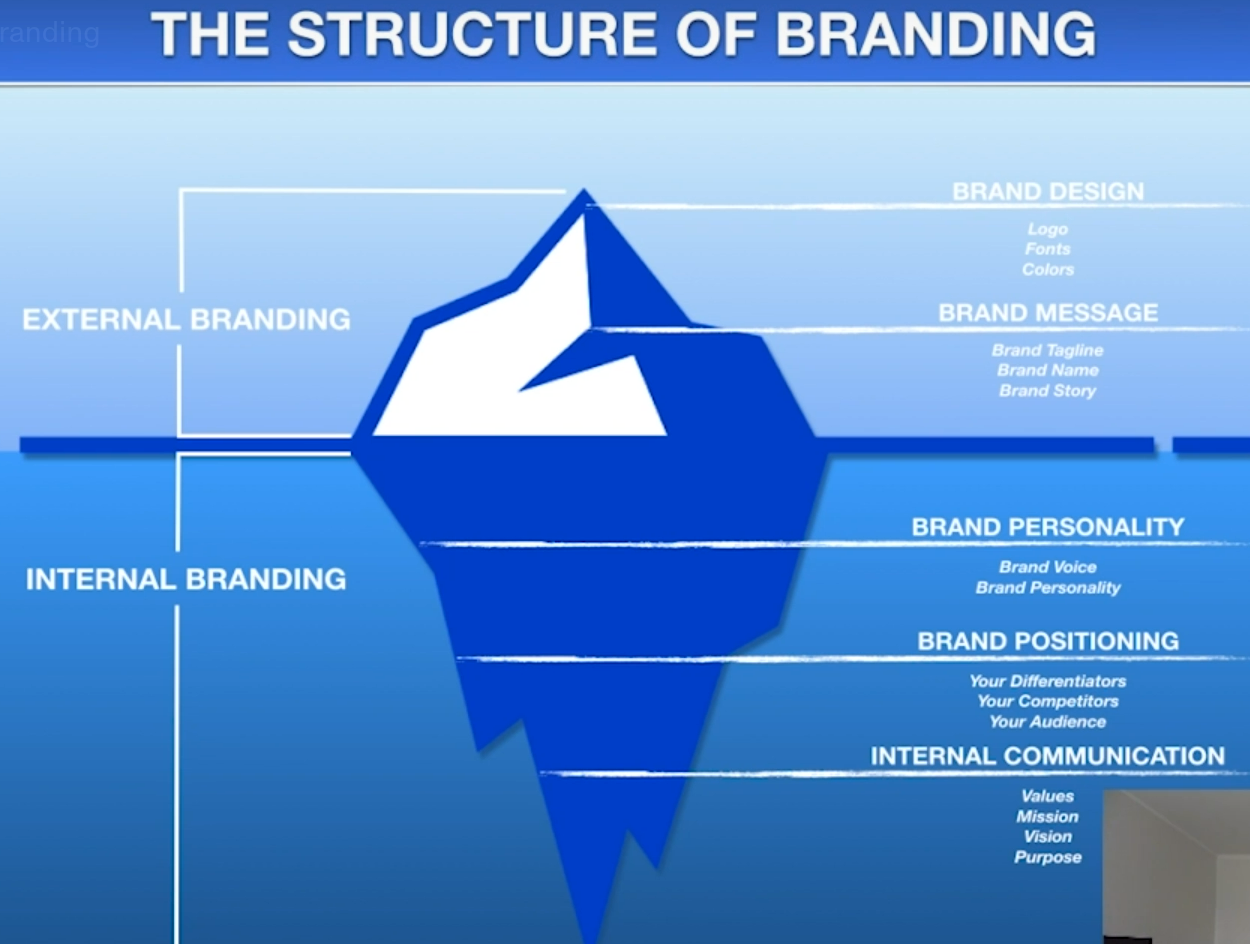 randing
THE STRUCTURE OF BRANDING
BRAND DESIGN
Logo
Fonts
Colors
EXTERNAL BRANDING
BRAND MESSAGE
Brand Tagline
Brand Name
Brand Story
BRAND PERSONALITY
Brand Voice
Brand Personality
INTERNAL BRANDING
BRAND POSITIONING
Your Differentiators
Your Competitors
Your Audience
INTERNAL COMMUNICATION
Values
Mission
Vision
Purpose